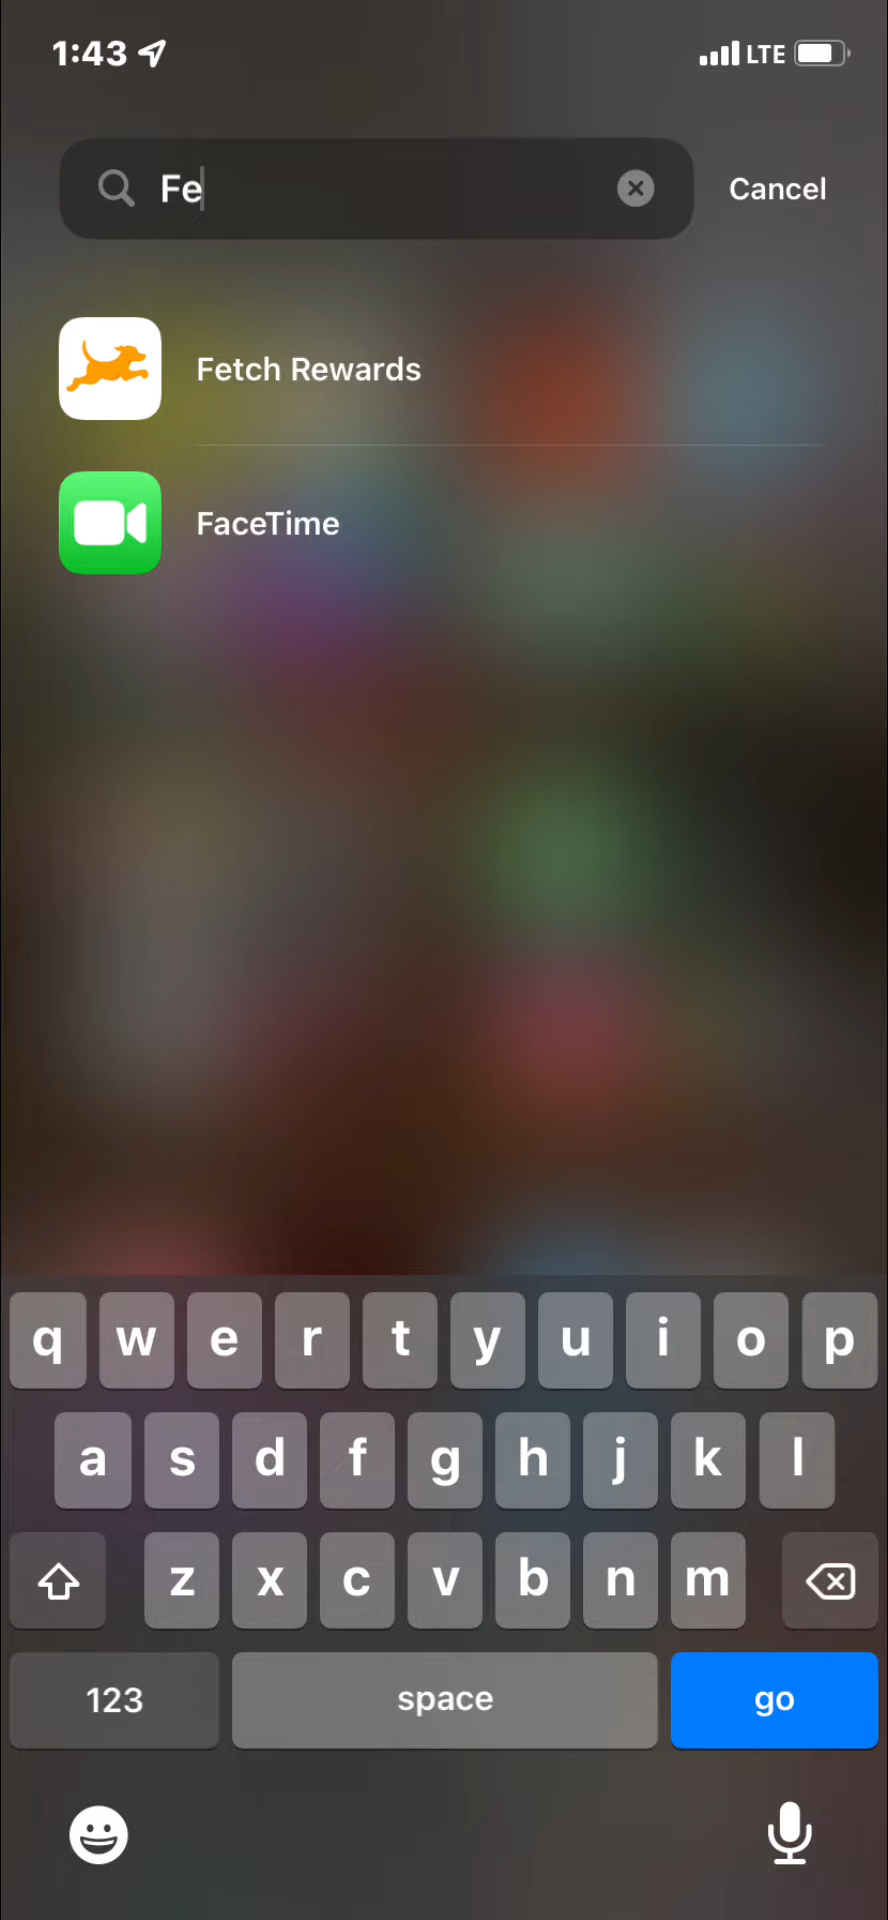 1:43 LTE
Fe Cancel
Fetch Rewards
FaceTime
q w e r t y u i o p
a s d f g h j k l
z x c v b n m
123 space go